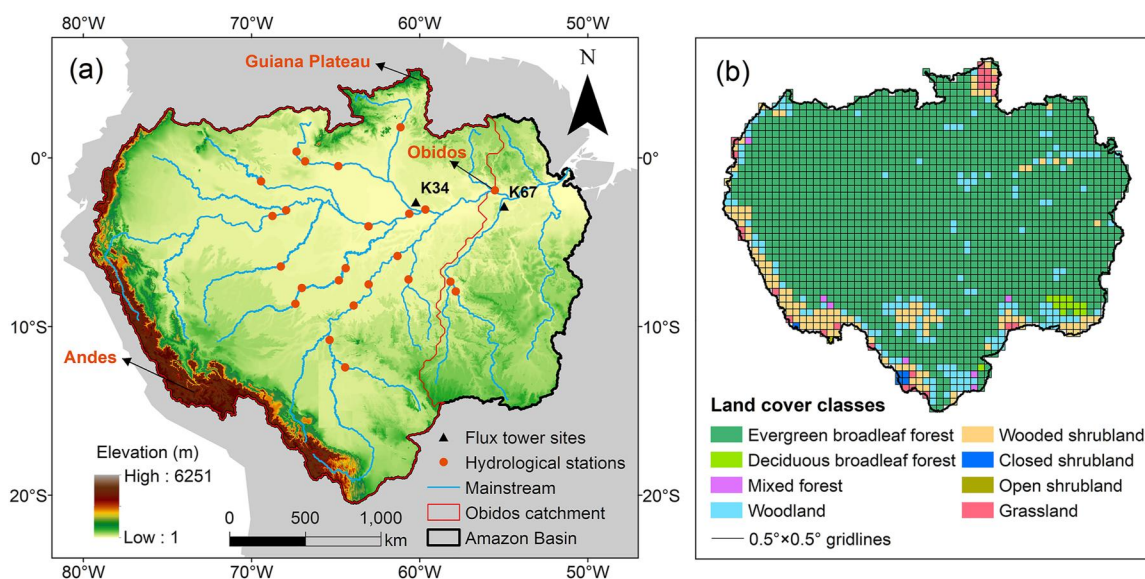 80°W 70°W 60°W 50°W
(a)
Guiana Plateau
N
0°
Obidos
K34
K67
10°S
Andes
20°S
Elevation (m)
High : 6251
Low : 1
Flux tower sites
Hydrological stations
Mainstream
Obidos catchment
Amazon Basin
0 500 1,000
km
80°W 70°W 60°W 50°W
(b)
Land cover classes
Evergreen broadleaf forest
Deciduous broadleaf forest
Mixed forest
Woodland
Wooded shrubland
Closed shrubland
Open shrubland
Grassland
0.5°×0.5° gridlines